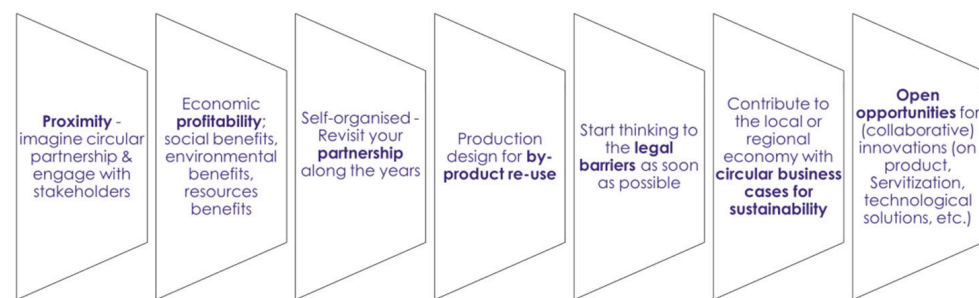 Proximity -
imagine circular
partnership &
engage with
stakeholders
Economic
profitability;
social benefits,
environmental
benefits,
resources
benefits
Self-organised -
Revisit your
partnership
along the years
Production
design for by-
product re-use
Start thinking to
the legal
barriers as soon
as possible
Contribute to
the local or
regional
economy with
circular business
cases for
sustainability
Open
opportunities for
(collaborative)
innovations (on
product,
Servitization,
technological
solutions, etc.)